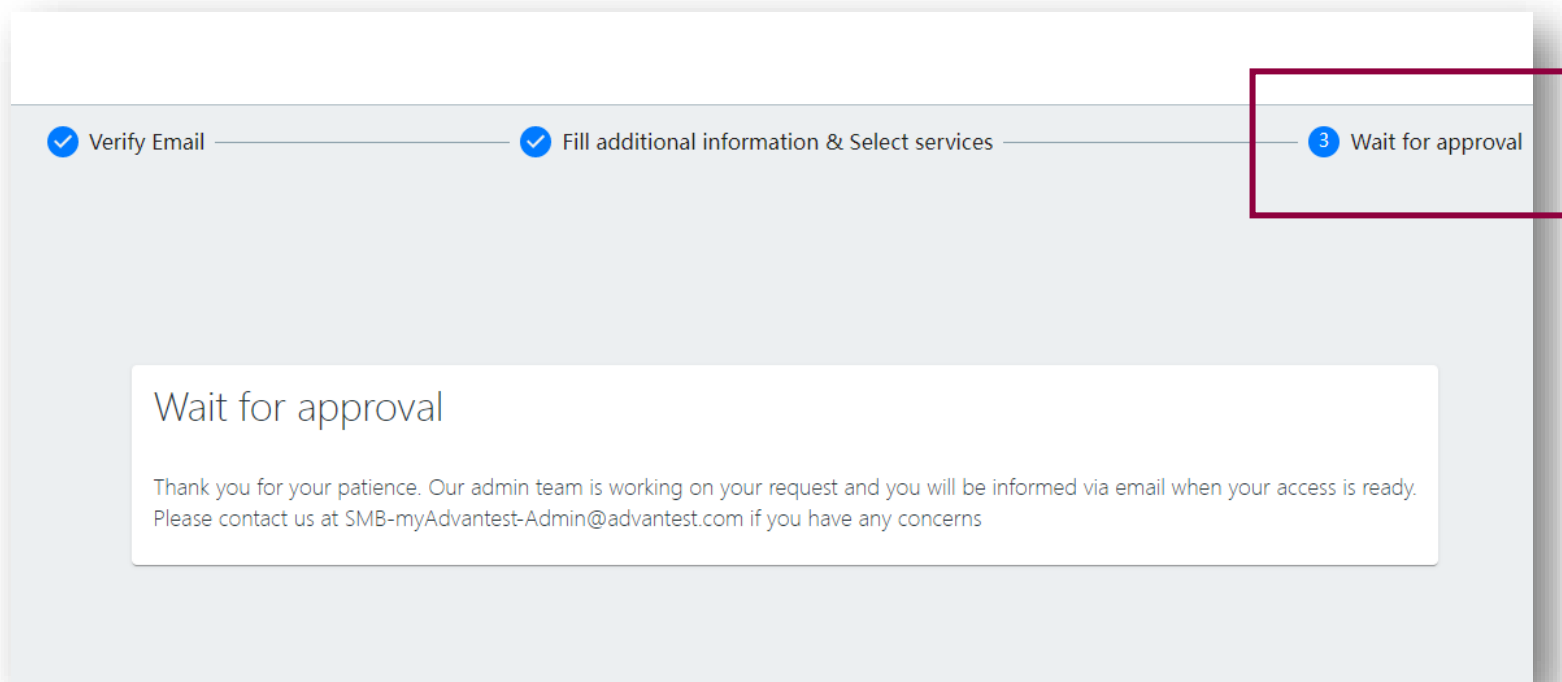 Verify Email
Fill additional information & Select services
3 Wait for approval
Wait for approval
Thank you for your patience. Our admin team is working on your request and you will be informed via email when your access is ready.
Please contact us at SMB-myAdvantest-Admin@advantest.com if you have any concerns